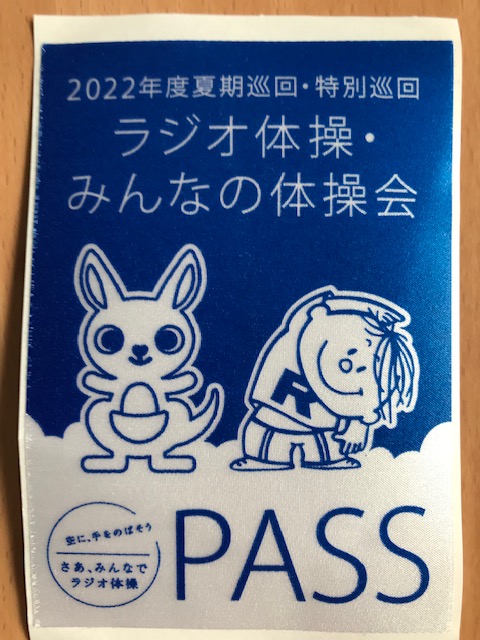 2022年度夏期巡回・特別巡回
ラジオ体操・
みんなの体操会
R
空に、手をのばそう
さあ、みんなで
ラジオ体操
PASS